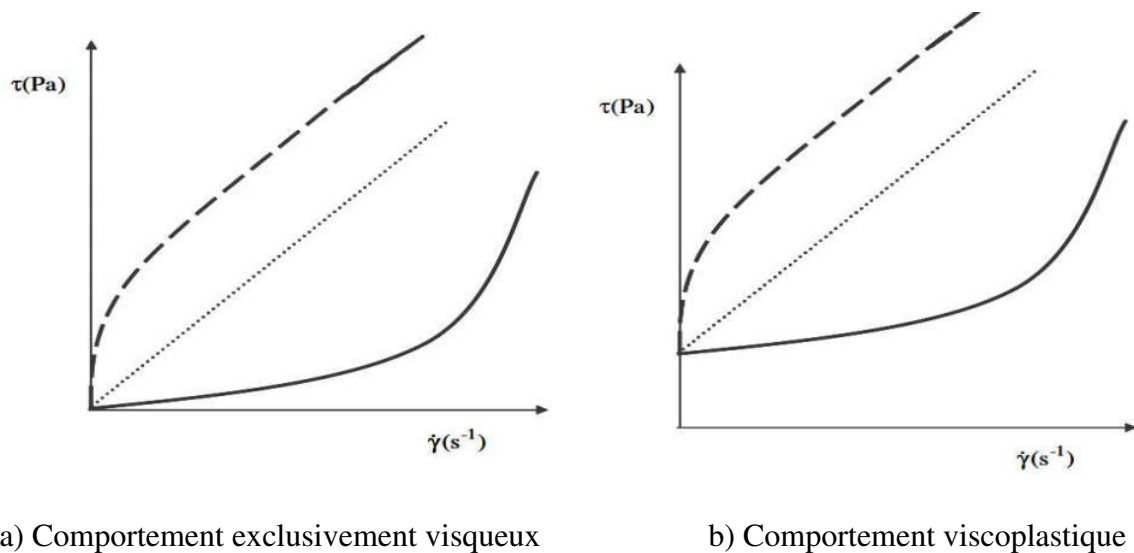 τ(Pa)
γ̇(s⁻¹)
a) Comportement exclusivement visqueux
τ(Pa)
γ̇(s⁻¹)
b) Comportement viscoplastique